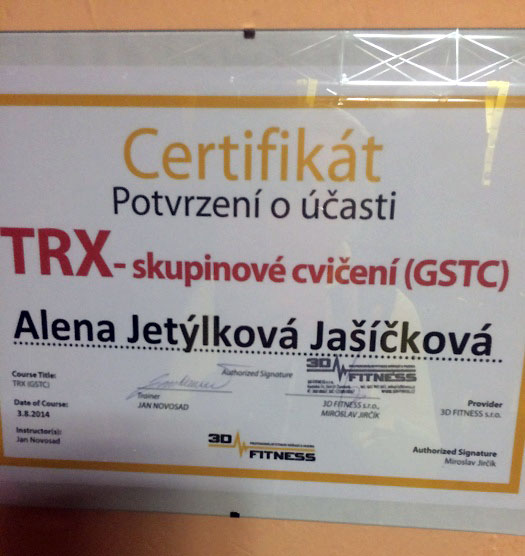 Certifikát
Potvrzení o účasti
TRX- skupinové cvičení (GSTC)
Alena Jetýlková Jašíčková
Course Title:
TRX (GSTC)
Date of Course:
3.8.2014
Instructor(s):
Jan Novosad
Authorized Signature
Trainer
JAN NOVOSAD
3D FITNESS
3D FITNESS s.r.o.,
MIROSLAV JIRČÍK
Provider
3D FITNESS s.r.o.,
Authorized Signature
Miroslav Jirčík
3D FITNESS